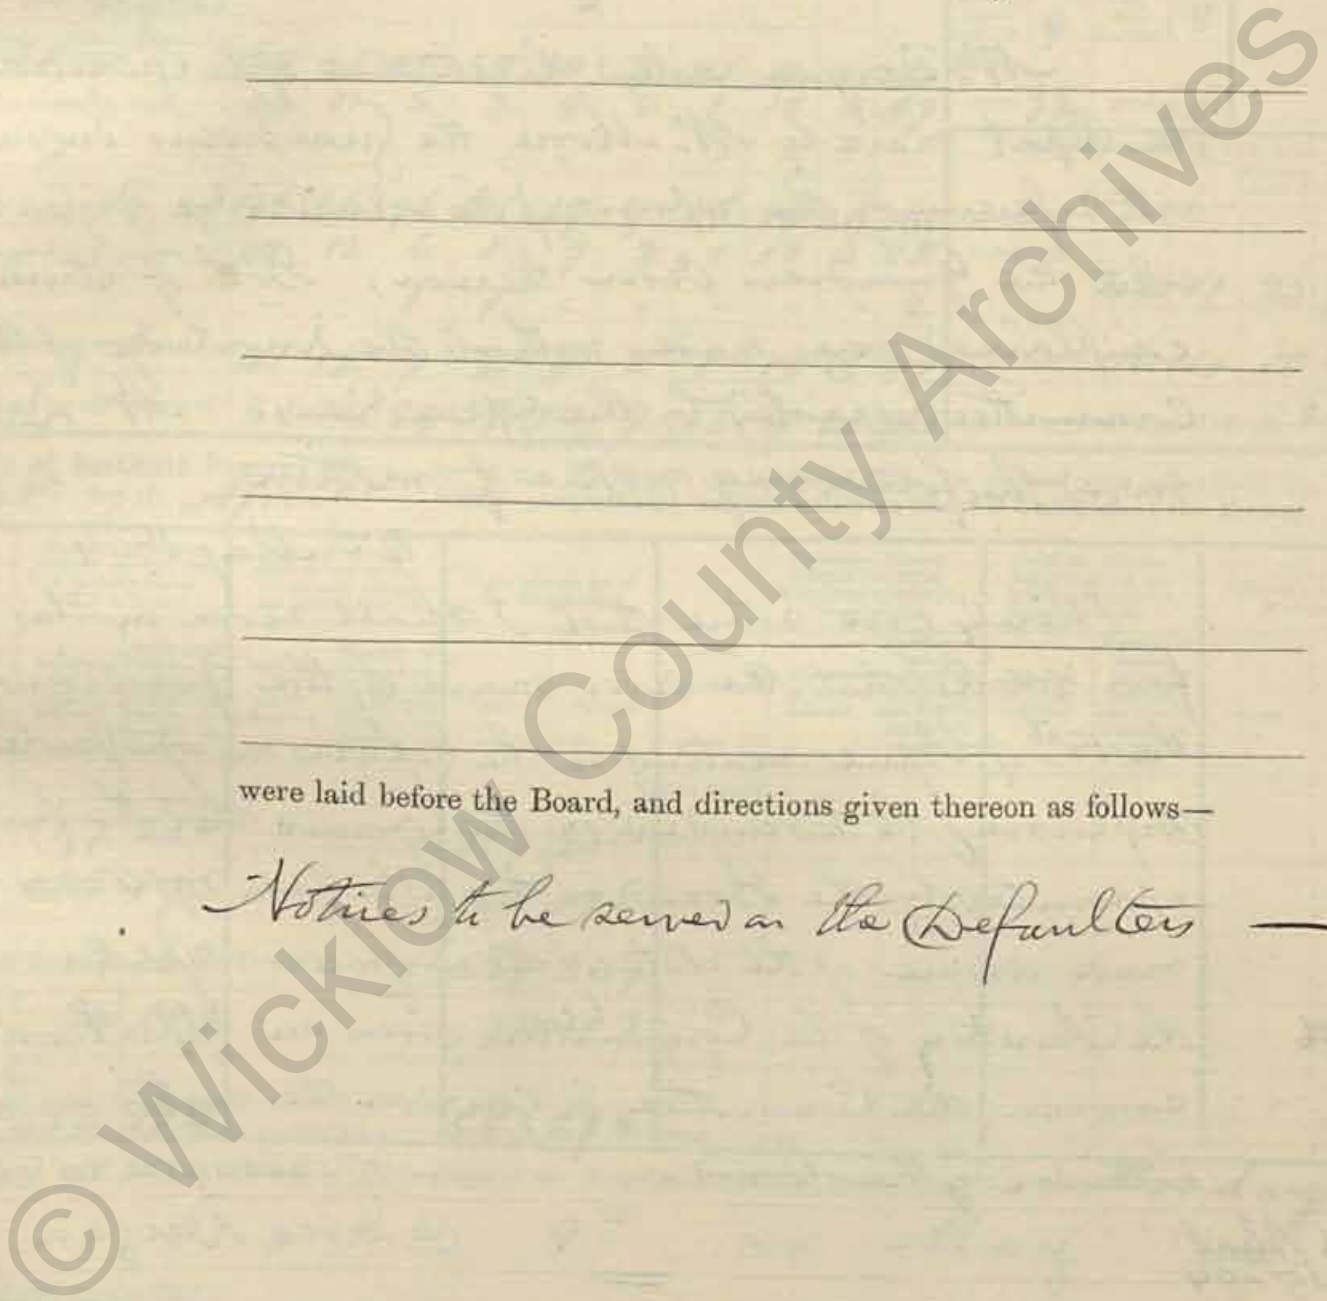 were laid before the Board, and directions given thereon as follows—
Notices to be served on the Defaulters —
© Wicklow County Archives